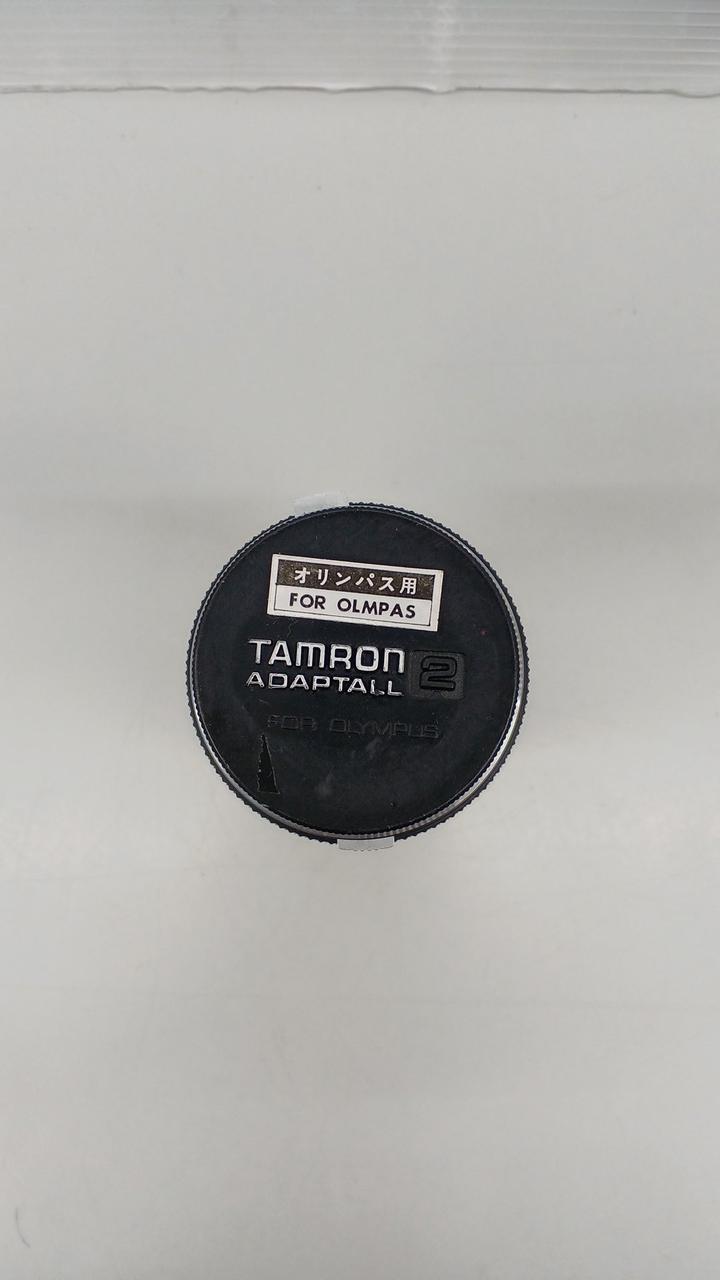 オリンパス用
FOR OLMPAS
TAMRON 2
ADAPTALL
FOR OLYMPUS